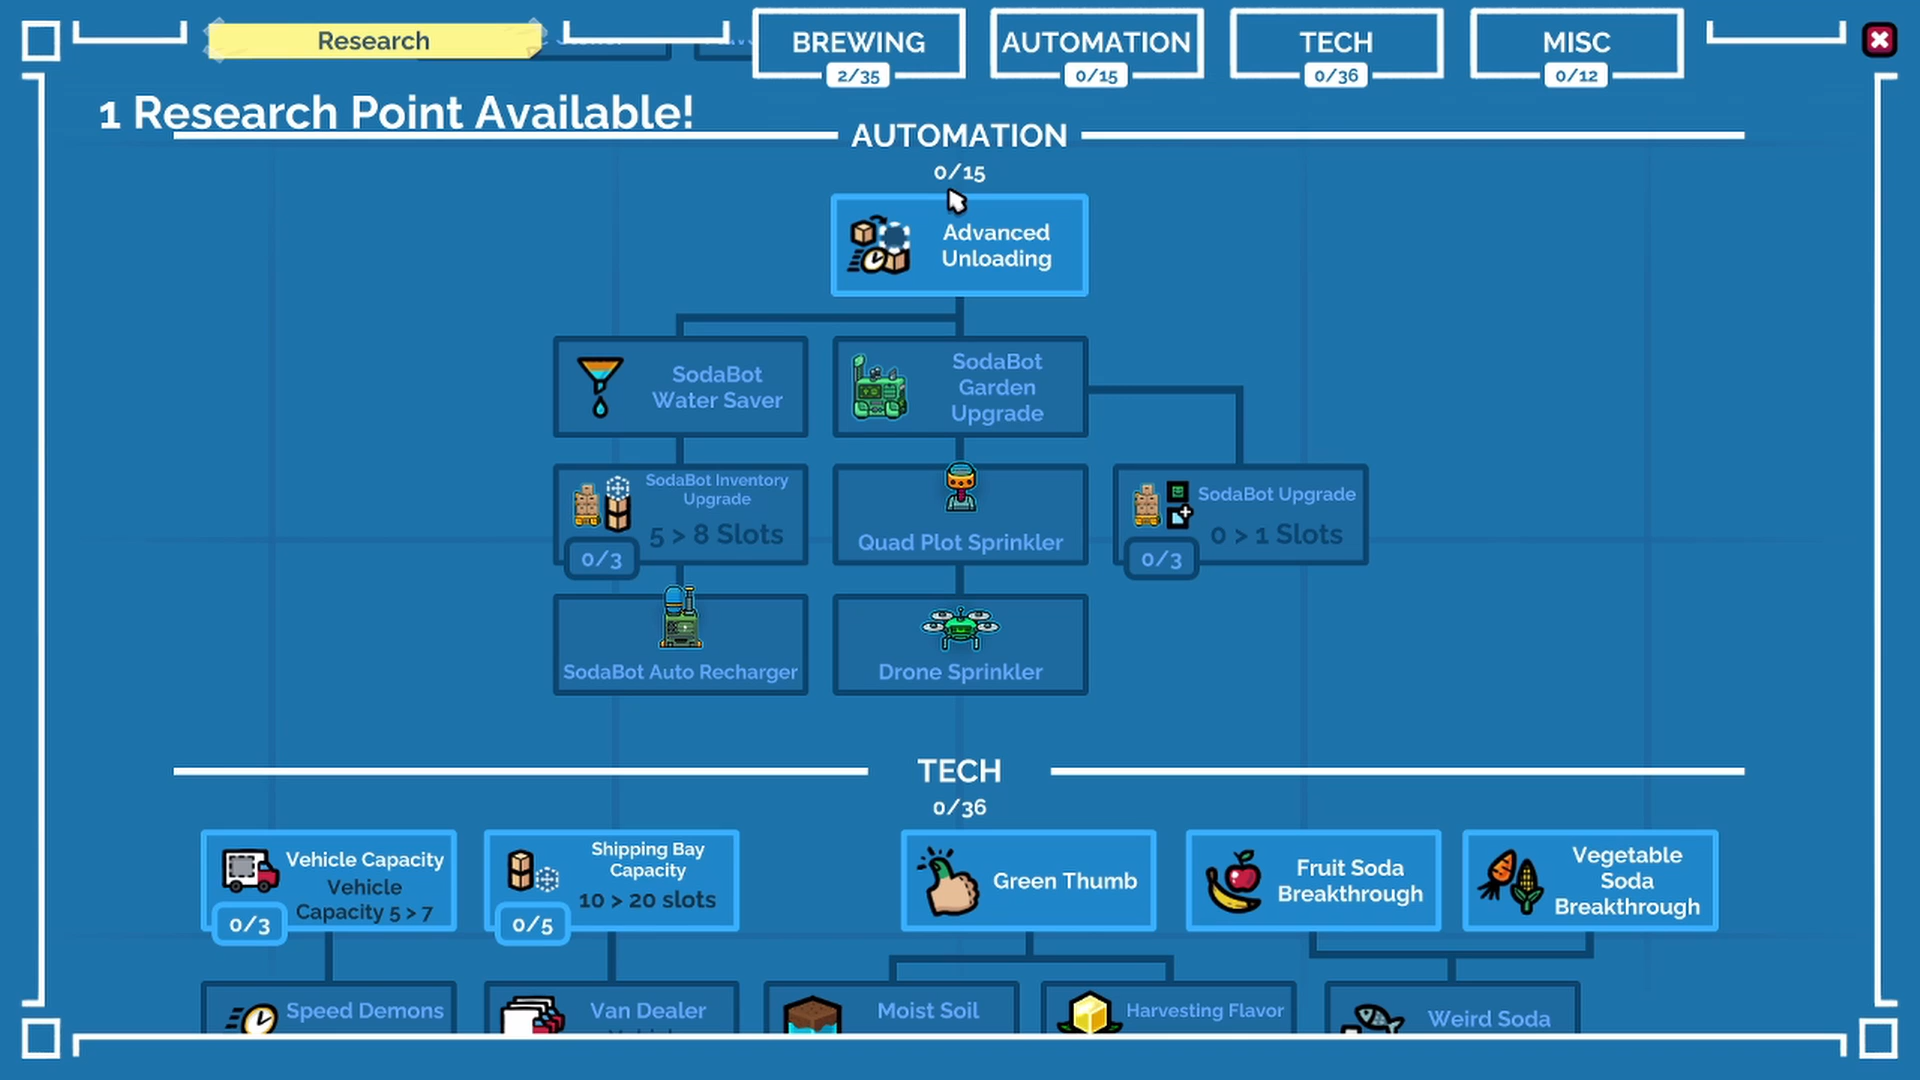 Research
BREWING
2/35
AUTOMATION
0/15
TECH
0/36
MISC
0/12
1 Research Point Available!
AUTOMATION
0/15
Advanced
Unloading
SodaBot
Water Saver
SodaBot
Garden
Upgrade
SodaBot Inventory
Upgrade
5 > 8 Slots
0/3
Quad Plot Sprinkler
SodaBot Upgrade
0 > 1 Slots
0/3
SodaBot Auto Recharger
Drone Sprinkler
TECH
0/36
Vehicle Capacity
Vehicle
Capacity 5 > 7
0/3
Shipping Bay
Capacity
10 > 20 slots
0/5
Green Thumb
Fruit Soda
Breakthrough
Vegetable
Soda
Breakthrough
Speed Demons
Van Dealer
Moist Soil
Harvesting Flavor
Weird Soda